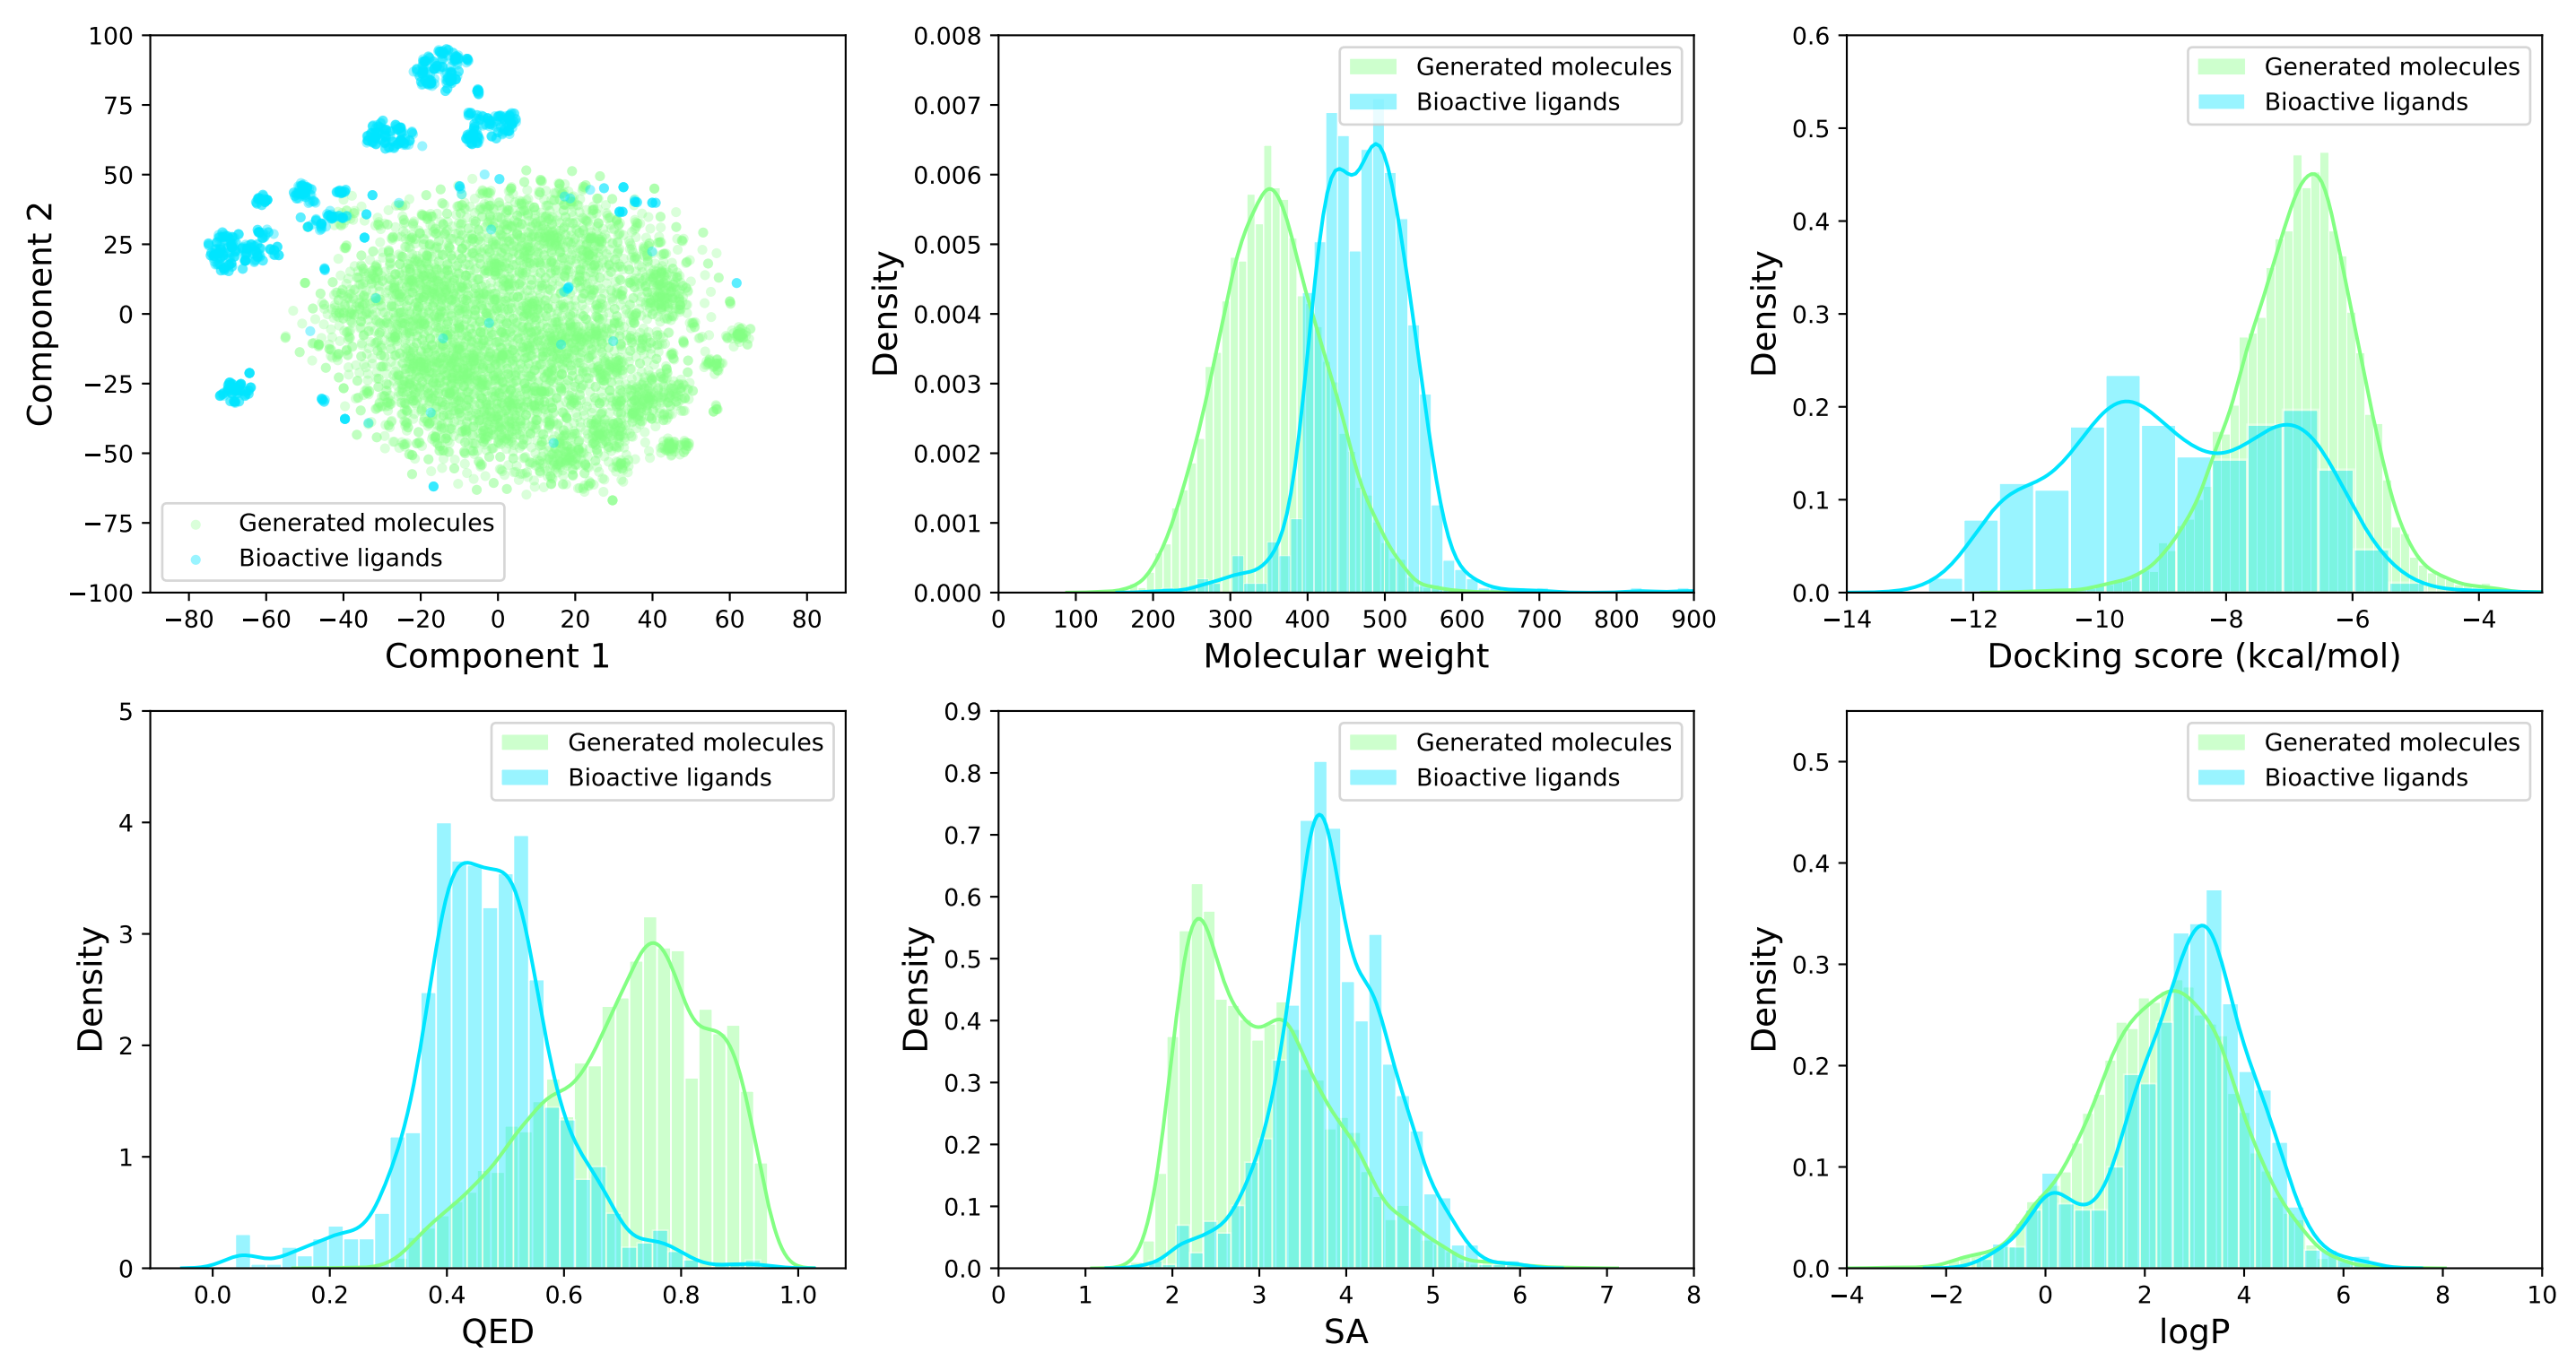 100
75
50
25
0
−25
−50
−75
−100
Component 2
Generated molecules
Bioactive ligands
−80 −60 −40 −20 0 20 40 60 80
Component 1
0.008
0.007
0.006
0.005
0.004
0.003
0.002
0.001
0.000
Density
Generated molecules
Bioactive ligands
0 100 200 300 400 500 600 700 800 900
Molecular weight
0.6
0.5
0.4
0.3
0.2
0.1
0.0
Density
Generated molecules
Bioactive ligands
−14 −12 −10 −8 −6 −4
Docking score (kcal/mol)
5
4
3
2
1
0
Density
Generated molecules
Bioactive ligands
0.0 0.2 0.4 0.6 0.8 1.0
QED
0.9
0.8
0.7
0.6
0.5
0.4
0.3
0.2
0.1
0.0
Density
Generated molecules
Bioactive ligands
0 1 2 3 4 5 6 7 8
SA
0.5
0.4
0.3
0.2
0.1
0.0
Density
Generated molecules
Bioactive ligands
−4 −2 0 2 4 6 8 10
logP